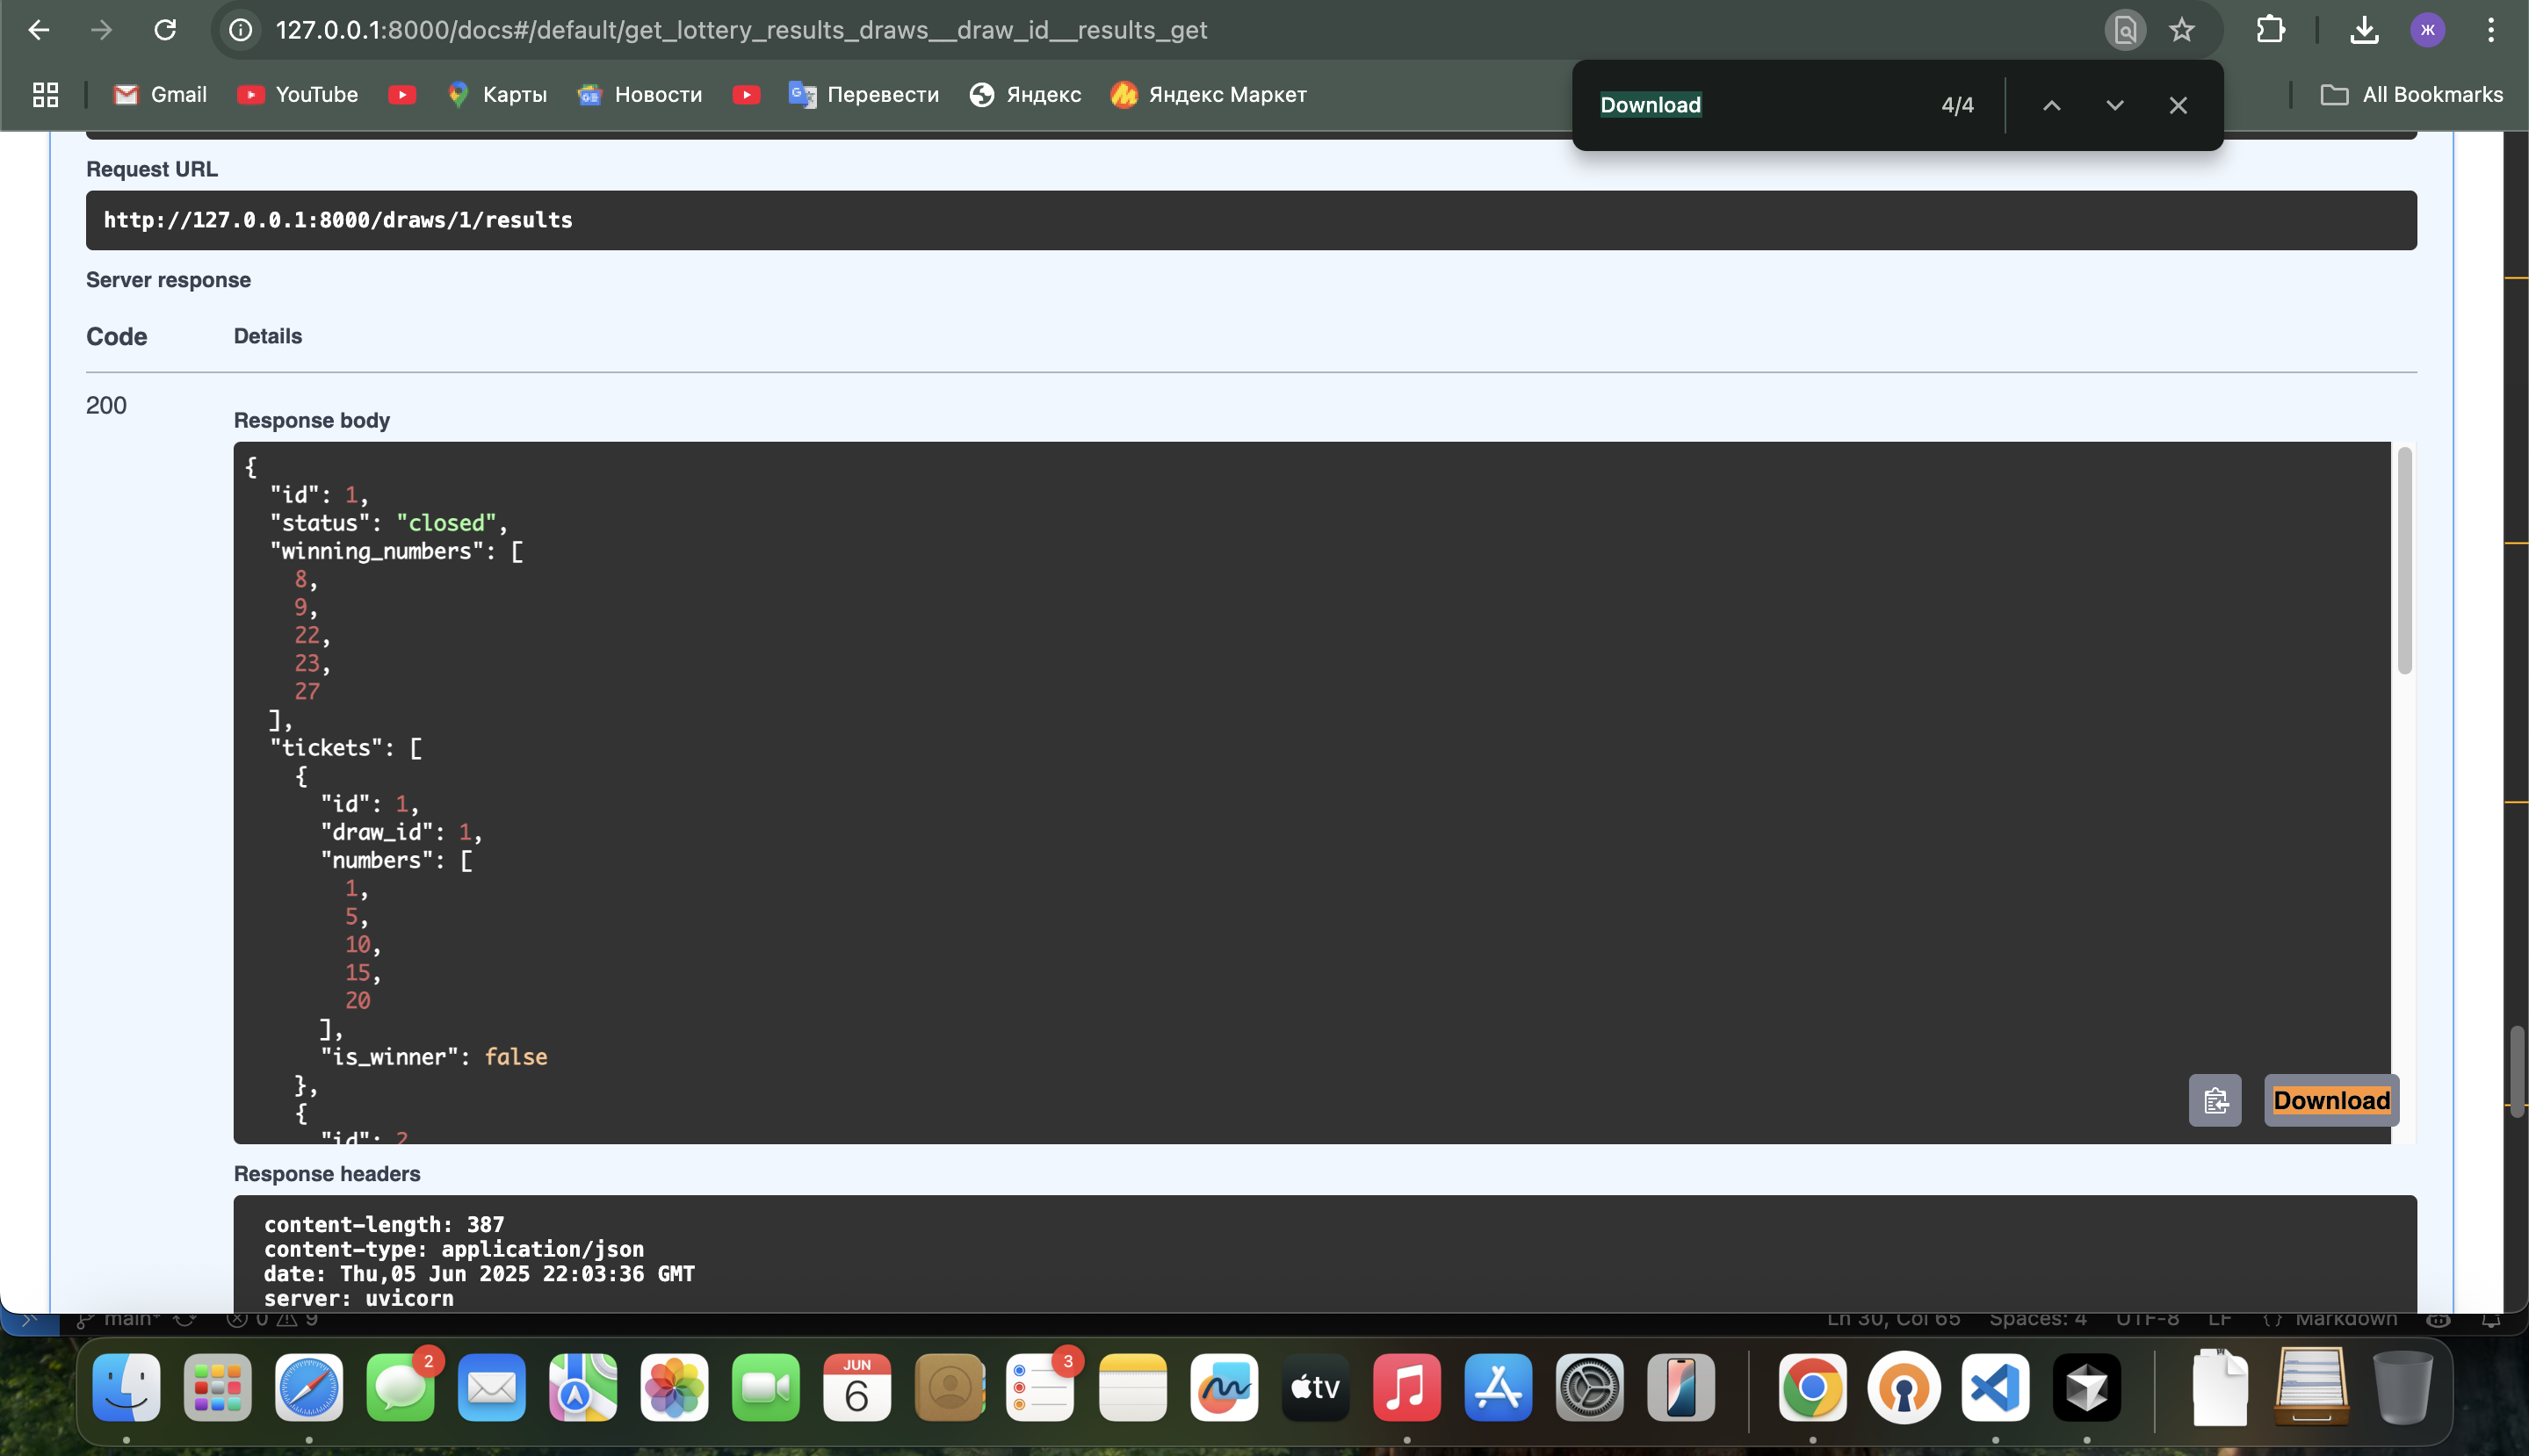 127.0.0.1:8000/docs#/default/get_lottery_results_draws__draw_id__results_get
ж
Gmail
YouTube
Карты
Новости
Перевести
Яндекс
Яндекс Маркет
All Bookmarks
Download 4/4
Request URL
http://127.0.0.1:8000/draws/1/results
Server response
Code Details
200
Response body
{
"id": 1,
"status": "closed",
"winning_numbers": [
8,
9,
22,
23,
27
],
"tickets": [
{
"id": 1,
"draw_id": 1,
"numbers": [
1,
5,
10,
15,
20
],
"is_winner": false
},
{
"id": 2
Download
Response headers
content-length: 387
content-type: application/json
date: Thu,05 Jun 2025 22:03:36 GMT
server: uvicorn
main* 0 9 Ln 30, Col 65 Spaces: 4 UTF-8 LF {} Markdown
2
JUN
6
3
tv